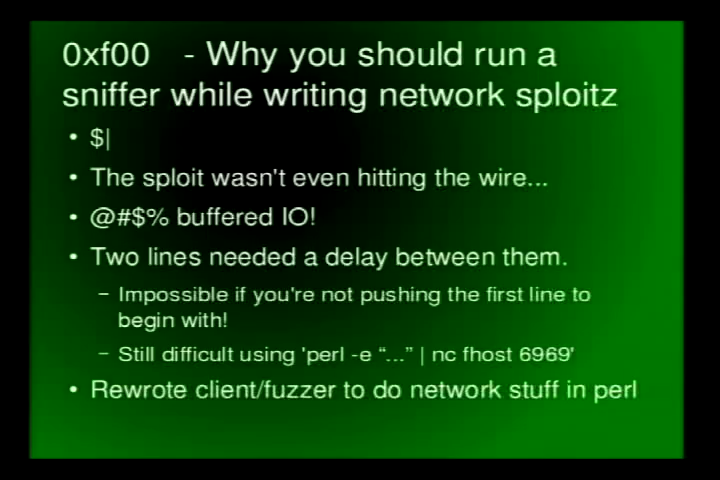 0xf00 - Why you should run a
sniffer while writing network sploitz
• $|
• The sploit wasn't even hitting the wire...
• @#$% buffered IO!
• Two lines needed a delay between them.
– Impossible if you're not pushing the first line to
begin with!
– Still difficult using 'perl -e “...” | nc fhost 6969'
• Rewrote client/fuzzer to do network stuff in perl